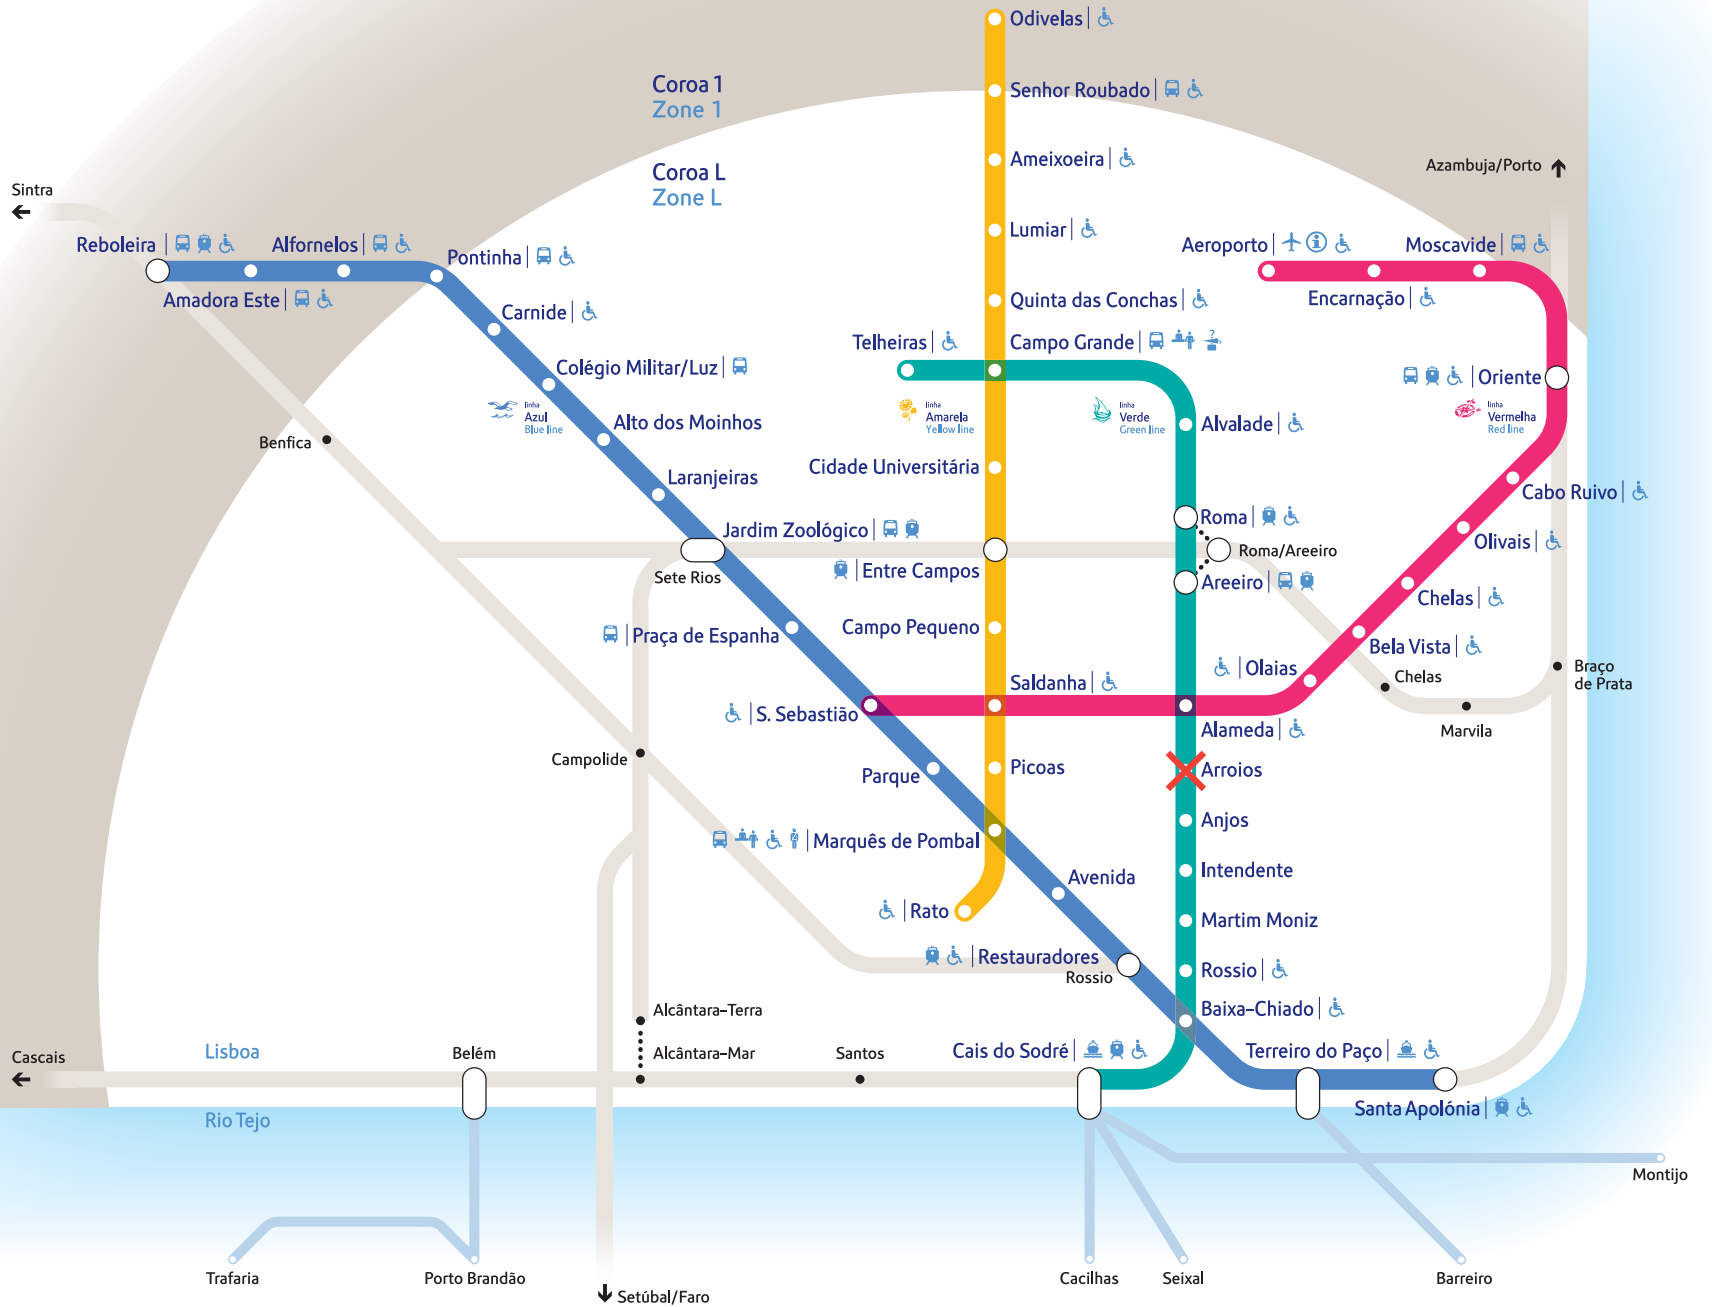 Odivelas
Coroa 1
Zone 1
Senhor Roubado
Ameixoeira
Coroa L
Zone L
Azambuja/Porto
Sintra
Lumiar
Reboleira
Alfornelos
Pontinha
Aeroporto
Moscavide
Amadora Este
Carnide
Quinta das Conchas
Encarnação
Telheiras
Campo Grande
Colégio Militar/Luz
Oriente
linha
Azul
Blue line
linha
Amarela
Yellow line
linha
Verde
Green line
linha
Vermelha
Red line
Alto dos Moinhos
Alvalade
Benfica
Cidade Universitária
Laranjeiras
Cabo Ruivo
Jardim Zoológico
Roma
Olivais
Roma/Areeiro
Sete Rios
Entre Campos
Areeiro
Chelas
Praça de Espanha
Campo Pequeno
Bela Vista
Olaias
Chelas
Braço
de Prata
Saldanha
S. Sebastião
Alameda
Marvila
Campolide
Parque
Picoas
Arroios
Anjos
Marquês de Pombal
Avenida
Intendente
Rato
Martim Moniz
Restauradores
Rossio
Rossio
Alcântara-Terra
Baixa-Chiado
Cascais
Lisboa
Belém
Alcântara-Mar
Santos
Cais do Sodré
Terreiro do Paço
Rio Tejo
Santa Apolónia
Montijo
Trafaria
Porto Brandão
Cacilhas
Seixal
Barreiro
Setúbal/Faro